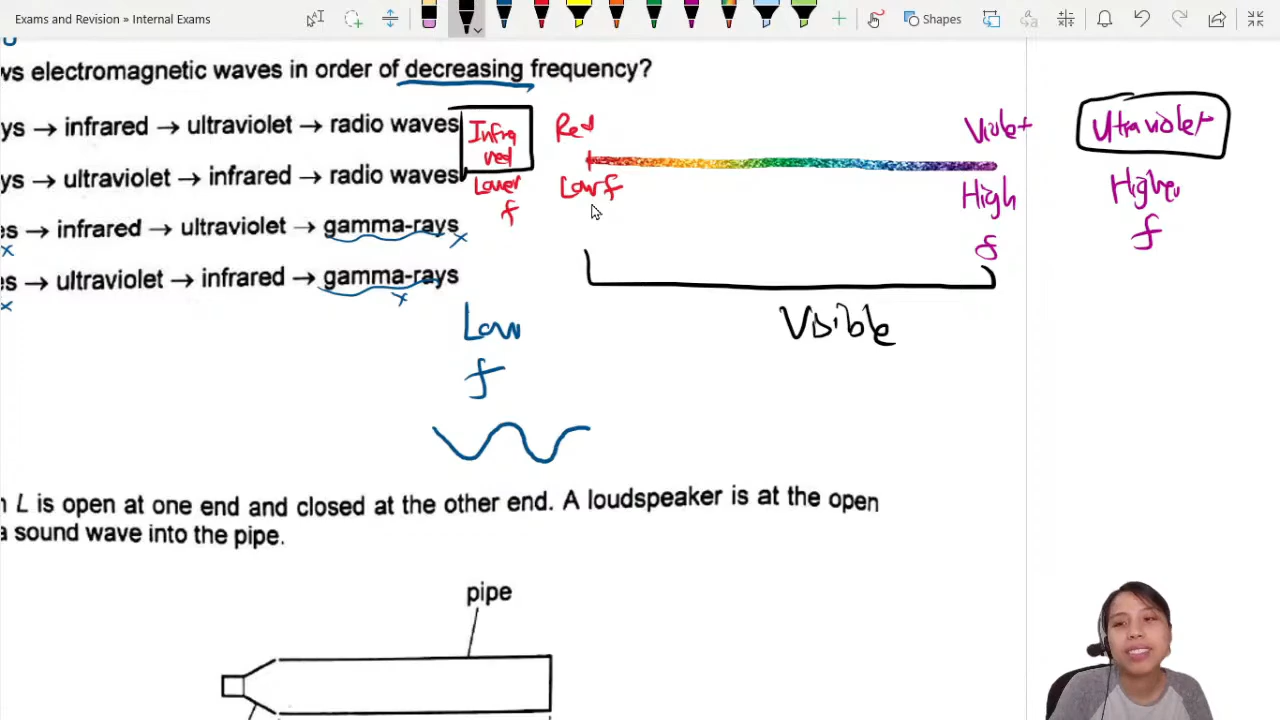 Exams and Revision » Internal Exams
Shapes
ws electromagnetic waves in order of decreasing frequency?
ys → infrared → ultraviolet → radio waves
ys → ultraviolet → infrared → radio waves
es → infrared → ultraviolet → gamma-rays x
x
es → ultraviolet → infrared → gamma-rays
x
x
Infra
red
Lower
f
Red
Low f
Violet
High
f
Utraviolet
Higher
f
Visible
Low
f
h L is open at one end and closed at the other end. A loudspeaker is at the open
a sound wave into the pipe.
pipe